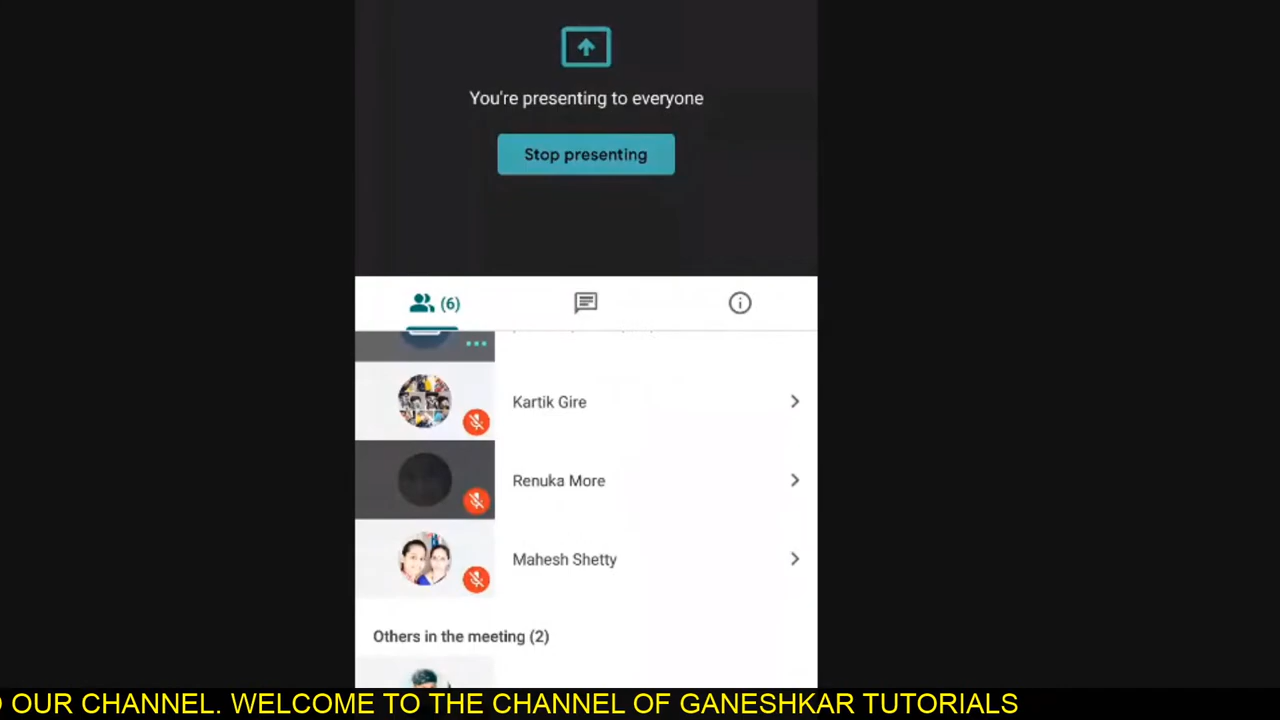 You're presenting to everyone
Stop presenting
(6)
Kartik Gire
Renuka More
Mahesh Shetty
Others in the meeting (2)
OUR CHANNEL. WELCOME TO THE CHANNEL OF GANESHKAR TUTORIALS